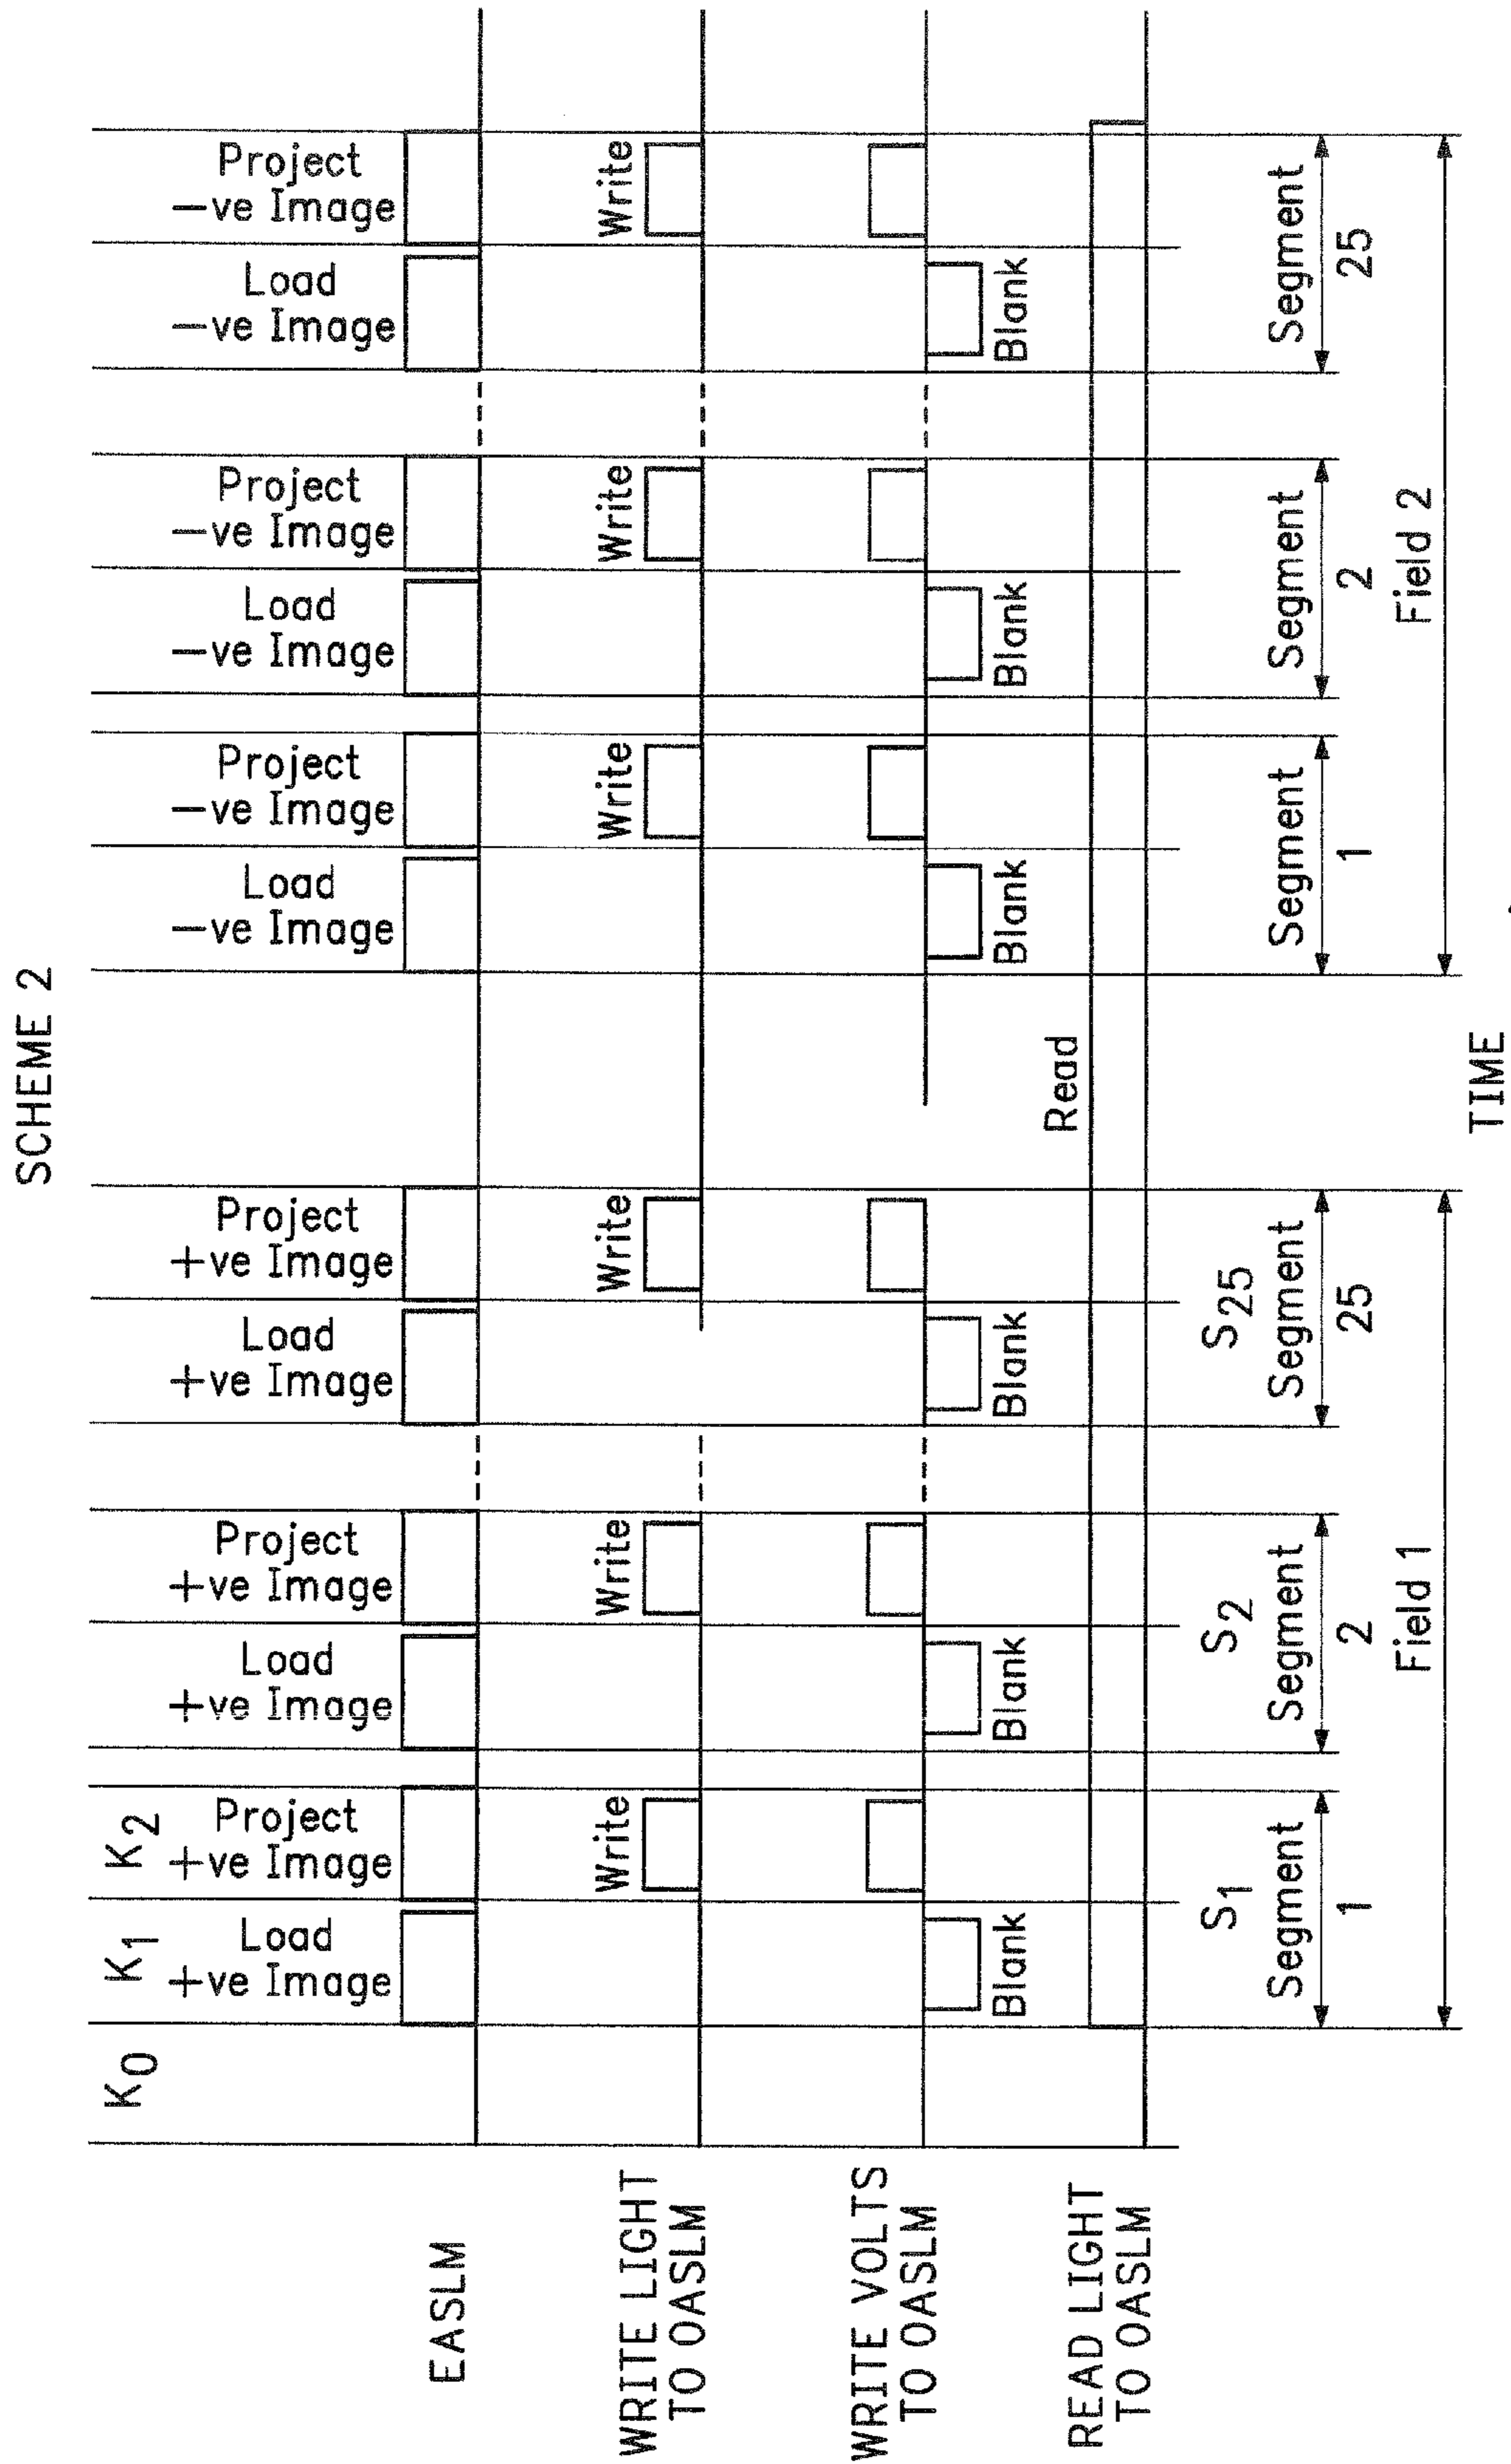 SCHEME 2
K0 K1 K2
Load Project Load Project Load Project Load Project Load Project Load Project
+ve Image +ve Image +ve Image +ve Image +ve Image +ve Image −ve Image −ve Image −ve Image −ve Image −ve Image −ve Image
EASLM
Write Write Write Write Write Write
WRITE LIGHT
TO OASLM
WRITE VOLTS
TO OASLM
Blank Blank Blank Blank Blank Blank
Read
READ LIGHT
TO OASLM
S1 S2 S25
Segment Segment Segment Segment Segment Segment
1 2 25 1 2 25
Field 1 Field 2
TIME